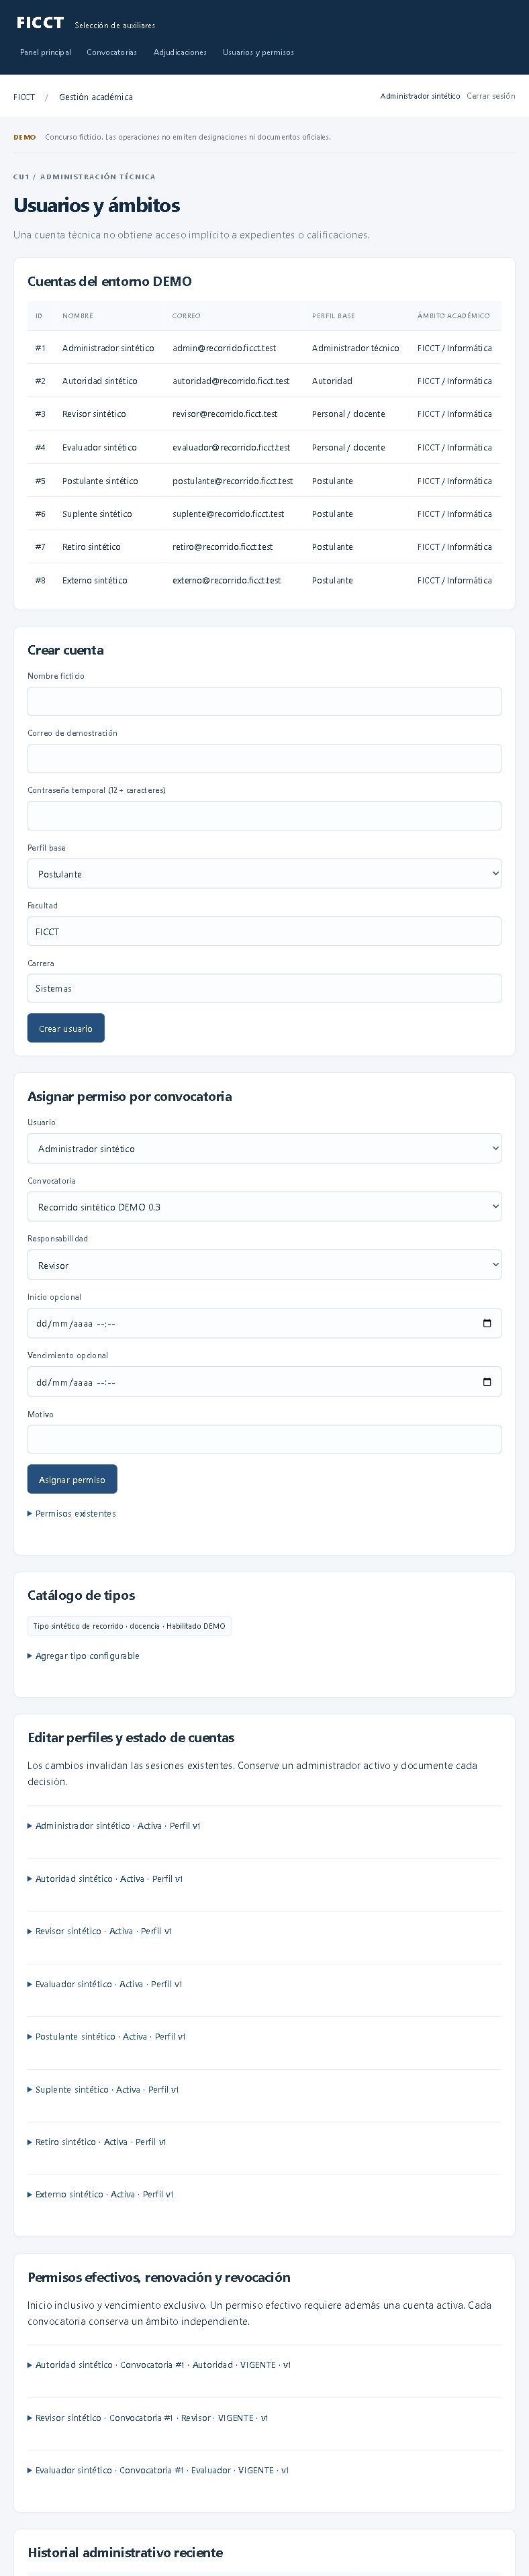 FICCT Selección de auxiliares
Panel principal Convocatorias Adjudicaciones Usuarios y permisos
FICCT / Gestión académica Administrador sintético Cerrar sesión
DEMO Concurso ficticio. Las operaciones no emiten designaciones ni documentos oficiales.
CU1 / ADMINISTRACIÓN TÉCNICA
Usuarios y ámbitos
Una cuenta técnica no obtiene acceso implícito a expedientes o calificaciones.
Cuentas del entorno DEMO
ID NOMBRE CORREO PERFIL BASE ÁMBITO ACADÉMICO
#1 Administrador sintético admin@recorrido.ficct.test Administrador técnico FICCT / Informática
#2 Autoridad sintético autoridad@recorrido.ficct.test Autoridad FICCT / Informática
#3 Revisor sintético revisor@recorrido.ficct.test Personal / docente FICCT / Informática
#4 Evaluador sintético evaluador@recorrido.ficct.test Personal / docente FICCT / Informática
#5 Postulante sintético postulante@recorrido.ficct.test Postulante FICCT / Informática
#6 Suplente sintético suplente@recorrido.ficct.test Postulante FICCT / Informática
#7 Retiro sintético retiro@recorrido.ficct.test Postulante FICCT / Informática
#8 Externo sintético externo@recorrido.ficct.test Postulante FICCT / Informática
Crear cuenta
Nombre ficticio
Correo de demostración
Contraseña temporal (12+ caracteres)
Perfil base
Postulante
Facultad
FICCT
Carrera
Sistemas
Crear usuario
Asignar permiso por convocatoria
Usuario
Administrador sintético
Convocatoria
Recorrido sintético DEMO 0.3
Responsabilidad
Revisor
Inicio opcional
dd/mm/aaaa --:--
Vencimiento opcional
dd/mm/aaaa --:--
Motivo
Asignar permiso
▶ Permisos existentes
Catálogo de tipos
Tipo sintético de recorrido · docencia · Habilitado DEMO
▶ Agregar tipo configurable
Editar perfiles y estado de cuentas
Los cambios invalidan las sesiones existentes. Conserve un administrador activo y documente cada
decisión.
▶ Administrador sintético · Activa · Perfil v1
▶ Autoridad sintético · Activa · Perfil v1
▶ Revisor sintético · Activa · Perfil v1
▶ Evaluador sintético · Activa · Perfil v1
▶ Postulante sintético · Activa · Perfil v1
▶ Suplente sintético · Activa · Perfil v1
▶ Retiro sintético · Activa · Perfil v1
▶ Externo sintético · Activa · Perfil v1
Permisos efectivos, renovación y revocación
Inicio inclusivo y vencimiento exclusivo. Un permiso efectivo requiere además una cuenta activa. Cada
convocatoria conserva un ámbito independiente.
▶ Autoridad sintético · Convocatoria #1 · Autoridad · VIGENTE · v1
▶ Revisor sintético · Convocatoria #1 · Revisor · VIGENTE · v1
▶ Evaluador sintético · Convocatoria #1 · Evaluador · VIGENTE · v1
Historial administrativo reciente